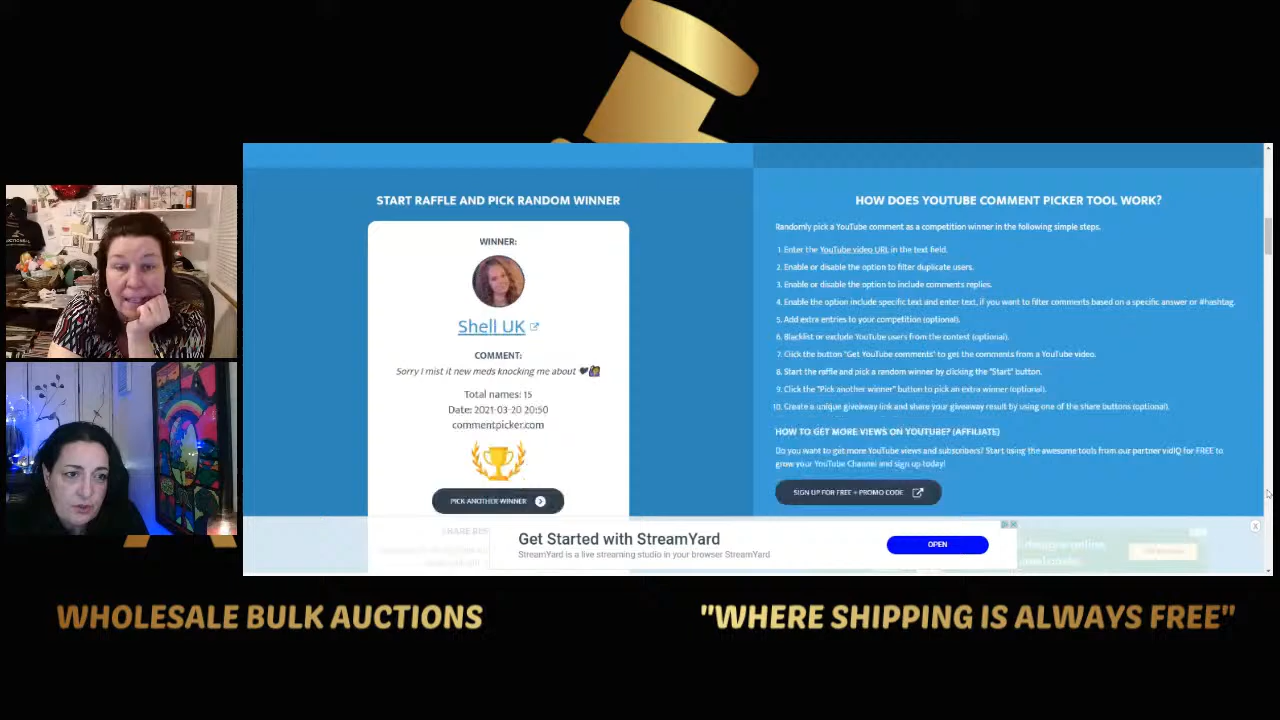 START RAFFLE AND PICK RANDOM WINNER
WINNER:
Shell UK
COMMENT:
Sorry I mist it new meds knocking me about
Total names: 15
Date: 2021-03-20 20:50
commentpicker.com
PICK ANOTHER WINNER
HOW DOES YOUTUBE COMMENT PICKER TOOL WORK?
Randomly pick a YouTube comment as a competition winner in the following simple steps.
1. Enter the YouTube video URL in the text field.
2. Enable or disable the option to filter duplicate users.
3. Enable or disable the option to include comments replies.
4. Enable the option include specific text and enter text, if you want to filter comments based on a specific answer or #hashtag.
5. Add extra entries to your competition (optional).
6. Blacklist or exclude YouTube users from the contest (optional).
7. Click the button "Get YouTube comments" to get the comments from a YouTube video.
8. Start the raffle and pick a random winner by clicking the "Start" button.
9. Click the "Pick another winner" button to pick an extra winner (optional).
10. Create a unique giveaway link and share your giveaway result by using one of the share buttons (optional).
HOW TO GET MORE VIEWS ON YOUTUBE? (AFFILIATE)
Do you want to get more YouTube views and subscribers? Start using the awesome tools from our partner vidIQ for FREE to
grow your YouTube Channel and sign up today!
SIGN UP FOR FREE + PROMO CODE
Get Started with StreamYard
StreamYard is a live streaming studio in your browser StreamYard
OPEN
WHOLESALE BULK AUCTIONS
"WHERE SHIPPING IS ALWAYS FREE"